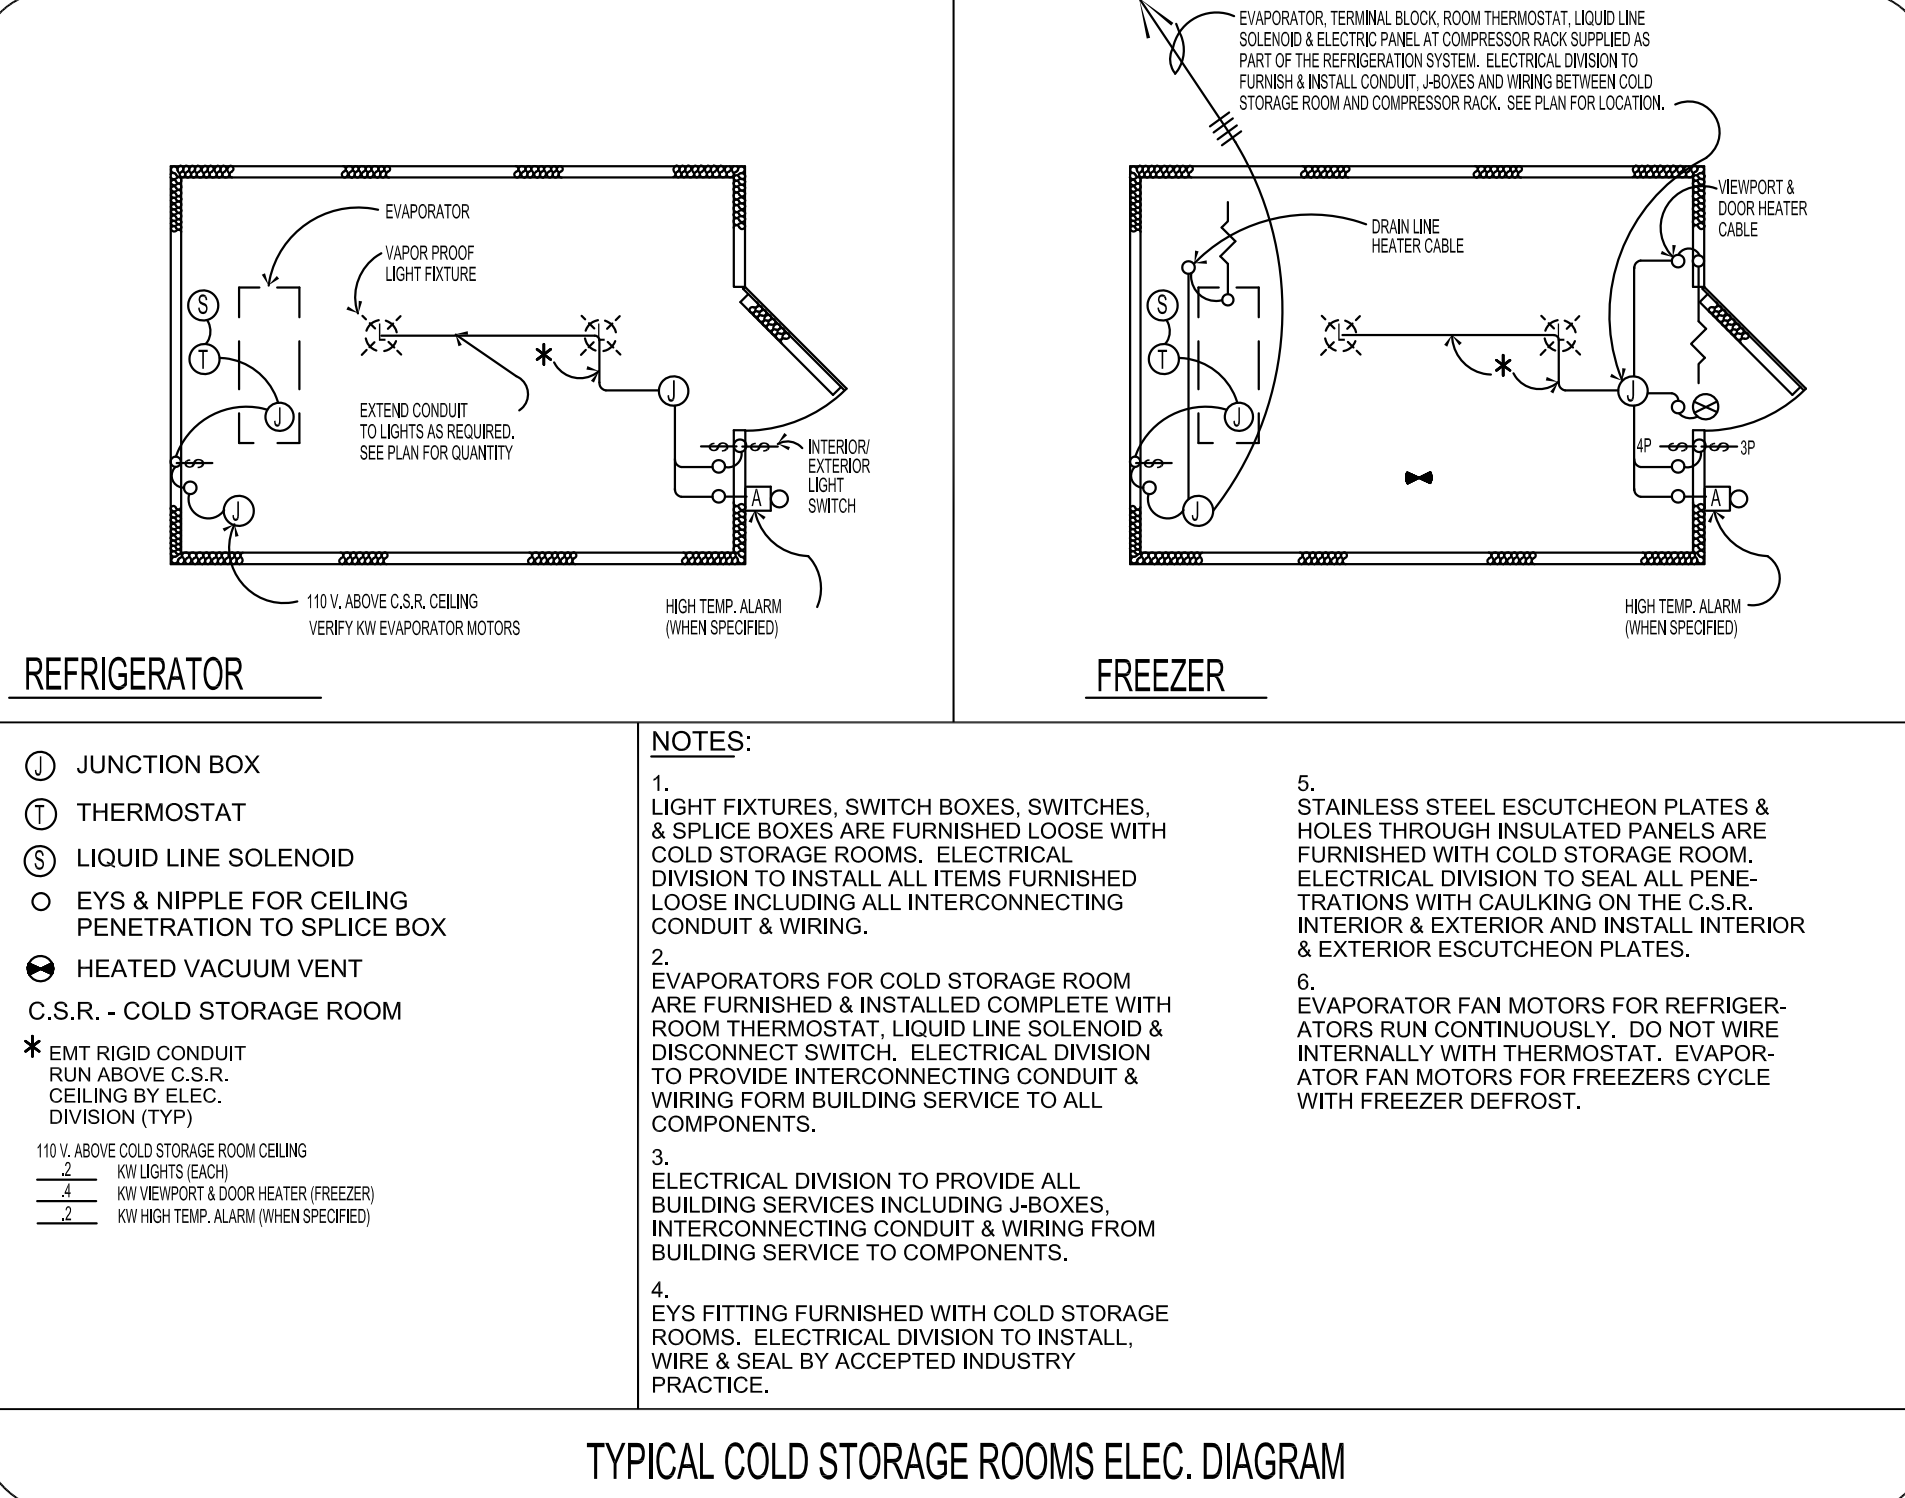 EVAPORATOR
VAPOR PROOF
LIGHT FIXTURE
S
T
L
L
J
J
EXTEND CONDUIT
TO LIGHTS AS REQUIRED.
SEE PLAN FOR QUANTITY
S
S
S
INTERIOR/
EXTERIOR
LIGHT
SWITCH
A
J
110 V. ABOVE C.S.R. CEILING
VERIFY KW EVAPORATOR MOTORS
HIGH TEMP. ALARM
(WHEN SPECIFIED)
REFRIGERATOR
EVAPORATOR, TERMINAL BLOCK, ROOM THERMOSTAT, LIQUID LINE
SOLENOID & ELECTRIC PANEL AT COMPRESSOR RACK SUPPLIED AS
PART OF THE REFRIGERATION SYSTEM. ELECTRICAL DIVISION TO
FURNISH & INSTALL CONDUIT, J-BOXES AND WIRING BETWEEN COLD
STORAGE ROOM AND COMPRESSOR RACK. SEE PLAN FOR LOCATION.
VIEWPORT &
DOOR HEATER
CABLE
DRAIN LINE
HEATER CABLE
S
T
L
L
J
J
4P
S
S
3P
S
A
J
HIGH TEMP. ALARM
(WHEN SPECIFIED)
FREEZER
J JUNCTION BOX
T THERMOSTAT
S LIQUID LINE SOLENOID
EYS & NIPPLE FOR CEILING
PENETRATION TO SPLICE BOX
HEATED VACUUM VENT
C.S.R. - COLD STORAGE ROOM
* EMT RIGID CONDUIT
RUN ABOVE C.S.R.
CEILING BY ELEC.
DIVISION (TYP)
110 V. ABOVE COLD STORAGE ROOM CEILING
.2 KW LIGHTS (EACH)
.4 KW VIEWPORT & DOOR HEATER (FREEZER)
.2 KW HIGH TEMP. ALARM (WHEN SPECIFIED)
NOTES:
1.
LIGHT FIXTURES, SWITCH BOXES, SWITCHES,
& SPLICE BOXES ARE FURNISHED LOOSE WITH
COLD STORAGE ROOMS. ELECTRICAL
DIVISION TO INSTALL ALL ITEMS FURNISHED
LOOSE INCLUDING ALL INTERCONNECTING
CONDUIT & WIRING.
2.
EVAPORATORS FOR COLD STORAGE ROOM
ARE FURNISHED & INSTALLED COMPLETE WITH
ROOM THERMOSTAT, LIQUID LINE SOLENOID &
DISCONNECT SWITCH. ELECTRICAL DIVISION
TO PROVIDE INTERCONNECTING CONDUIT &
WIRING FORM BUILDING SERVICE TO ALL
COMPONENTS.
3.
ELECTRICAL DIVISION TO PROVIDE ALL
BUILDING SERVICES INCLUDING J-BOXES,
INTERCONNECTING CONDUIT & WIRING FROM
BUILDING SERVICE TO COMPONENTS.
4.
EYS FITTING FURNISHED WITH COLD STORAGE
ROOMS. ELECTRICAL DIVISION TO INSTALL,
WIRE & SEAL BY ACCEPTED INDUSTRY
PRACTICE.
5.
STAINLESS STEEL ESCUTCHEON PLATES &
HOLES THROUGH INSULATED PANELS ARE
FURNISHED WITH COLD STORAGE ROOM.
ELECTRICAL DIVISION TO SEAL ALL PENE-
TRATIONS WITH CAULKING ON THE C.S.R.
INTERIOR & EXTERIOR AND INSTALL INTERIOR
& EXTERIOR ESCUTCHEON PLATES.
6.
EVAPORATOR FAN MOTORS FOR REFRIGER-
ATORS RUN CONTINUOUSLY. DO NOT WIRE
INTERNALLY WITH THERMOSTAT. EVAPOR-
ATOR FAN MOTORS FOR FREEZERS CYCLE
WITH FREEZER DEFROST.
TYPICAL COLD STORAGE ROOMS ELEC. DIAGRAM